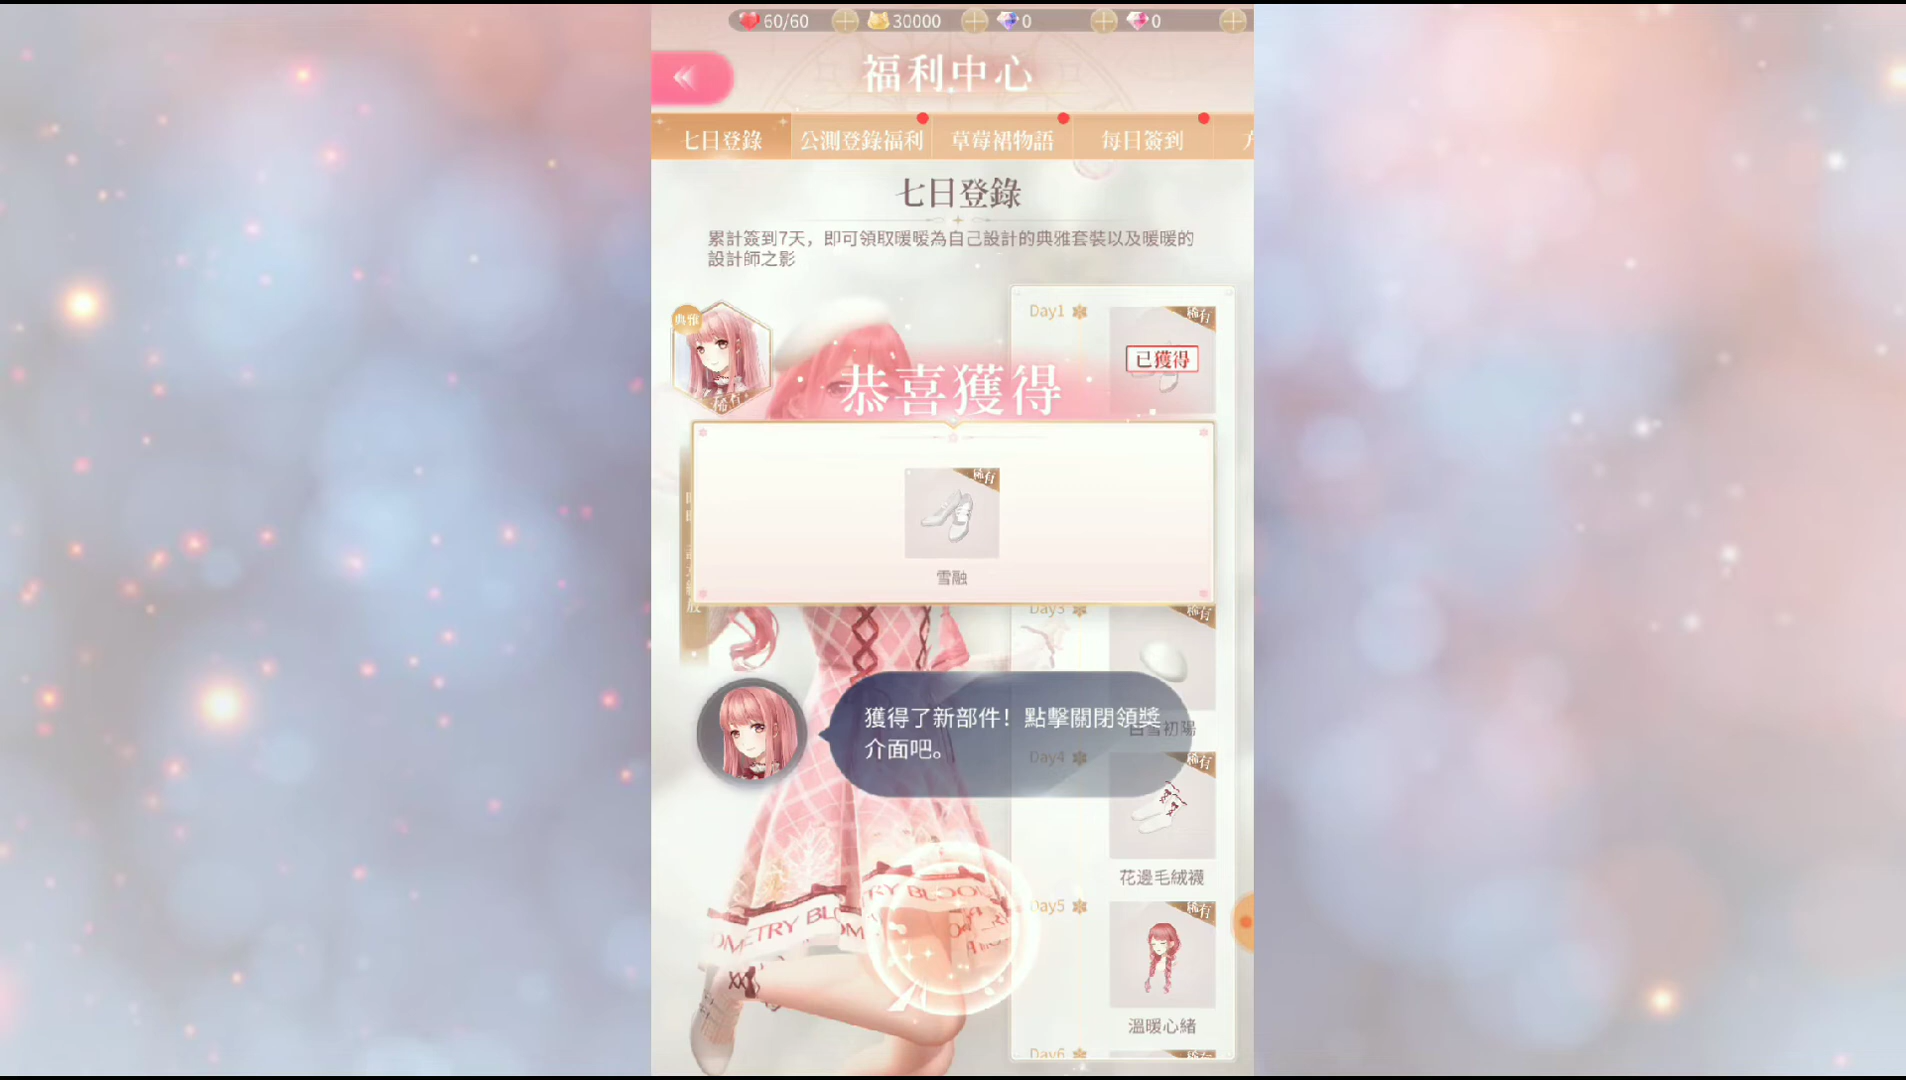 60/60
30000
0
0
福利中心
七日登錄
公測登錄福利
草莓裙物語
每日簽到
七日登錄
累計簽到7天，即可領取暖暖為自己設計的典雅套裝以及暖暖的
設計師之影
典雅
稀有
Day1
稀有
已獲得
恭喜獲得
稀有
雪融
Day3
稀有
獲得了新部件！點擊關閉領獎
介面吧。
白雪初陽
Day4
稀有
花邊毛絨襪
Day5
稀有
溫暖心緒
Day6